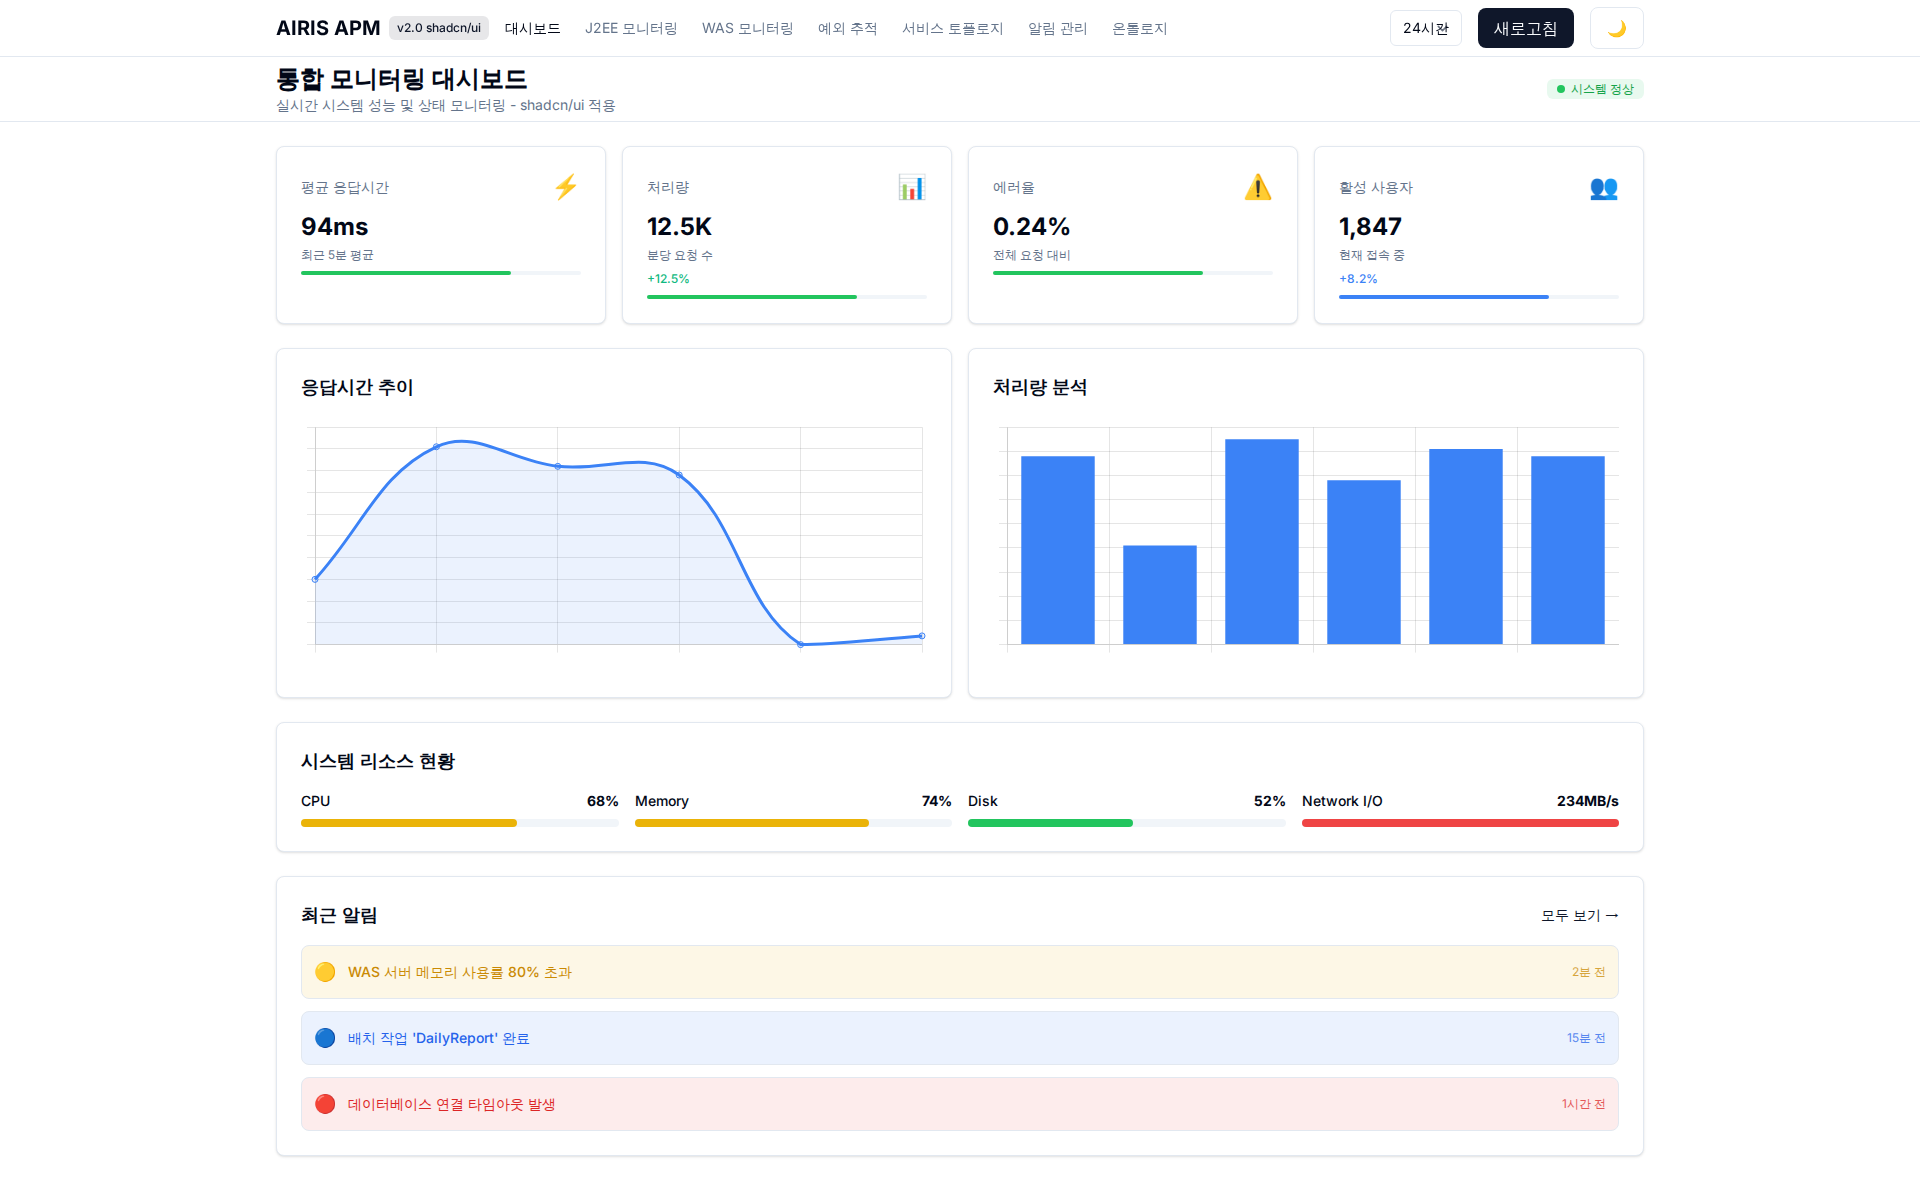 AIRIS APM v2.0 shadcn/ui 대시보드 J2EE 모니터링 WAS 모니터링 예외 추적 서비스 토폴로지 알림 관리 온톨로지 24시간 새로고침
통합 모니터링 대시보드
실시간 시스템 성능 및 상태 모니터링 - shadcn/ui 적용
시스템 정상
평균 응답시간
94ms
최근 5분 평균
처리량
12.5K
분당 요청 수
+12.5%
에러율
0.24%
전체 요청 대비
활성 사용자
1,847
현재 접속 중
+8.2%
응답시간 추이
처리량 분석
시스템 리소스 현황
CPU 68%
Memory 74%
Disk 52%
Network I/O 234MB/s
최근 알림
모두 보기 →
WAS 서버 메모리 사용률 80% 초과 2분 전
배치 작업 'DailyReport' 완료 15분 전
데이터베이스 연결 타임아웃 발생 1시간 전